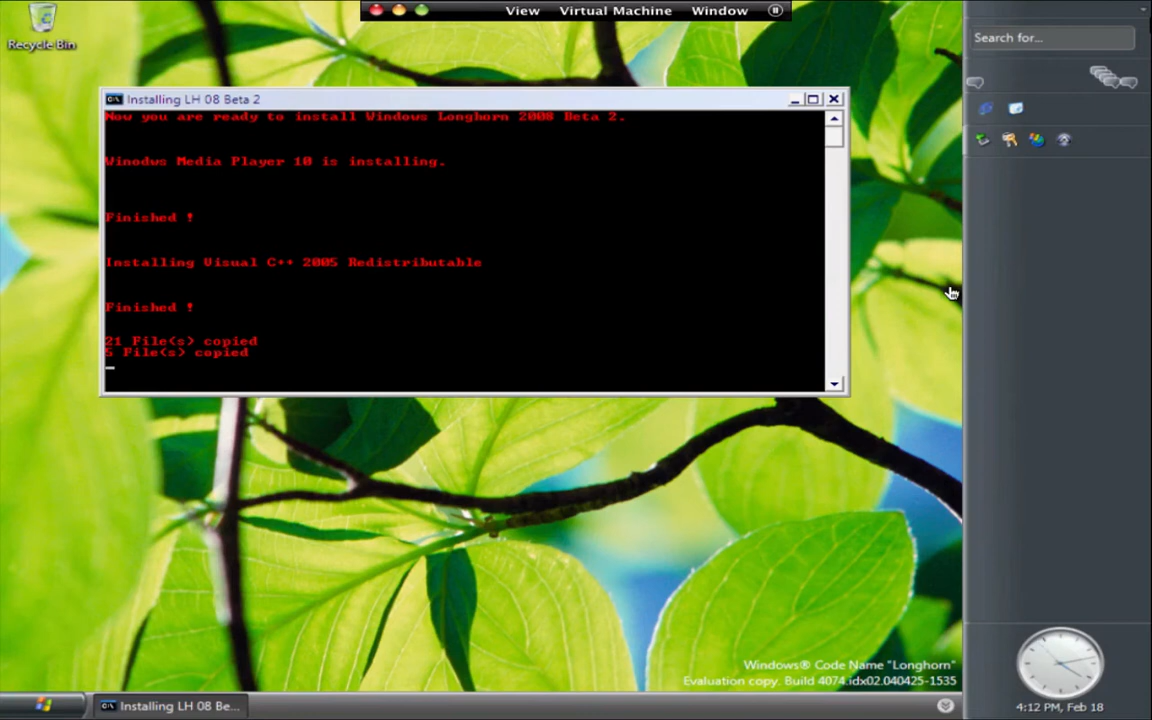 View Virtual Machine Window
Recycle Bin
Search for...
Installing LH 08 Beta 2
Now you are ready to install Windows Longhorn 2008 Beta 2.
Winodws Media Player 10 is installing.
Finished !
Installing Visual C++ 2005 Redistributable
Finished !
21 File(s) copied
5 File(s) copied
Windows® Code Name "Longhorn"
Evaluation copy. Build 4074.idx02.040425-1535
Installing LH 08 Be...
4:12 PM, Feb 18